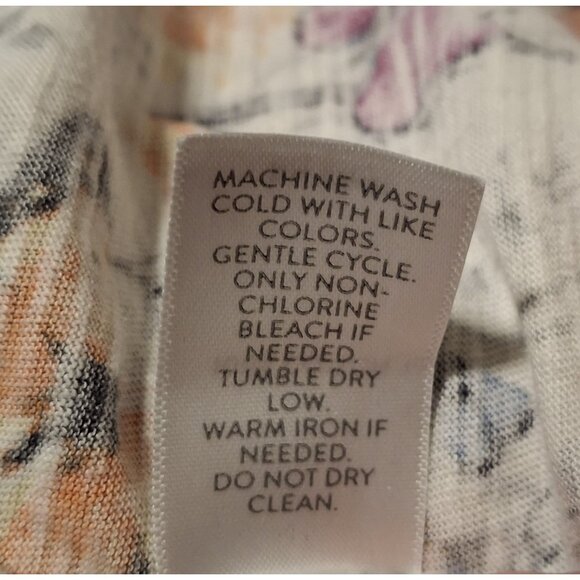 MACHINE WASH
COLD WITH LIKE
COLORS.
GENTLE CYCLE.
ONLY NON-
CHLORINE
BLEACH IF
NEEDED.
TUMBLE DRY
LOW.
WARM IRON IF
NEEDED.
DO NOT DRY
CLEAN.